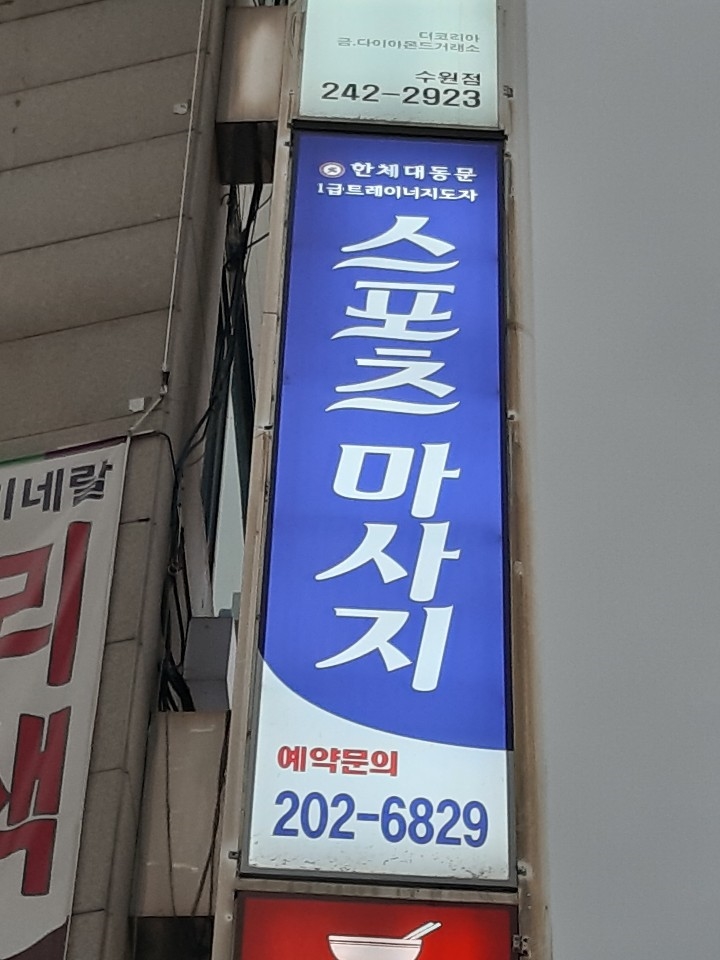 더코리아
금.다이아몬드거래소
수원점
242-2923
한체대동문
1급트레이너지도자
스포츠 마사지
예약문의
202-6829
네랄
리
색